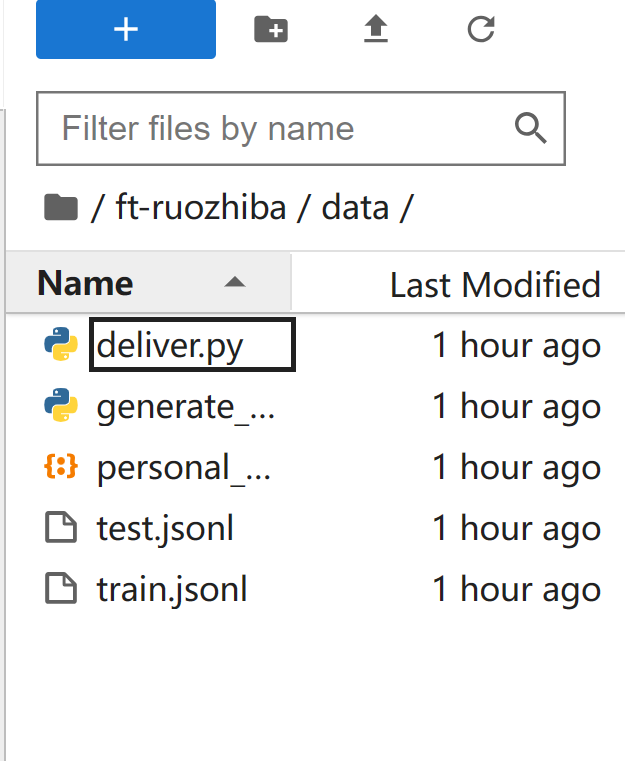 +
Filter files by name
/ ft-ruozhiba / data /
Name Last Modified
deliver.py 1 hour ago
generate_... 1 hour ago
personal_... 1 hour ago
test.jsonl 1 hour ago
train.jsonl 1 hour ago